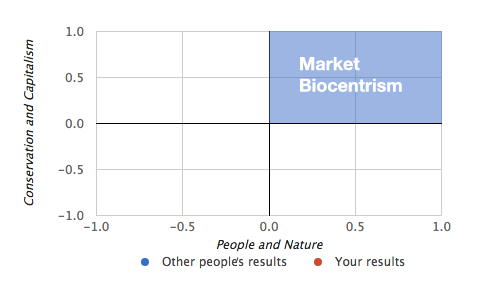 Conservation and Capitalism
1.0
0.5
0.0
−0.5
−1.0
Market
Biocentrism
−1.0 −0.5 0.0 0.5 1.0
People and Nature
Other people's results Your results